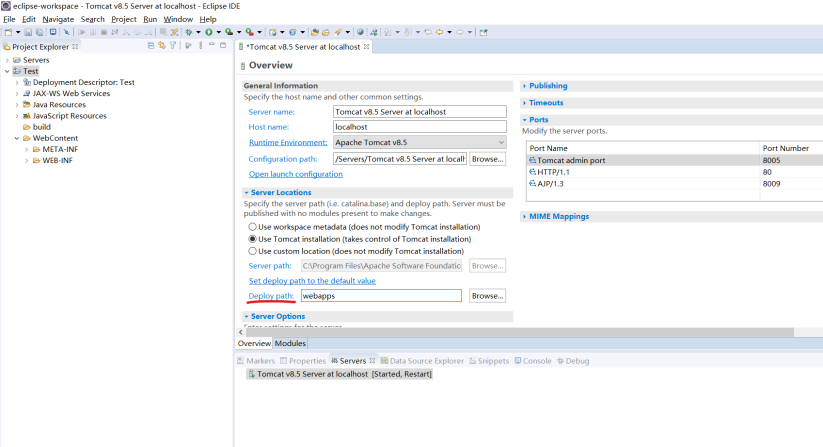 eclipse-workspace - Tomcat v8.5 Server at localhost - Eclipse IDE
File Edit Navigate Search Project Run Window Help
Project Explorer
Servers
Test
Deployment Descriptor: Test
JAX-WS Web Services
Java Resources
JavaScript Resources
build
WebContent
META-INF
WEB-INF
*Tomcat v8.5 Server at localhost
Overview
General Information
Specify the host name and other common settings.
Server name: Tomcat v8.5 Server at localhost
Host name: localhost
Runtime Environment: Apache Tomcat v8.5
Configuration path: /Servers/Tomcat v8.5 Server at localh Browse...
Open launch configuration
Server Locations
Specify the server path (i.e. catalina.base) and deploy path. Server must be
published with no modules present to make changes.
Use workspace metadata (does not modify Tomcat installation)
Use Tomcat installation (takes control of Tomcat installation)
Use custom location (does not modify Tomcat installation)
Server path: C:\Program Files\Apache Software Foundatic Browse...
Set deploy path to the default value
Deploy path: webapps Browse...
Server Options
Enter settings for the server.
Publishing
Timeouts
Ports
Modify the server ports.
Port Name Port Number
Tomcat admin port 8005
HTTP/1.1 80
AJP/1.3 8009
MIME Mappings
Overview Modules
Markers Properties Servers Data Source Explorer Snippets Console Debug
Tomcat v8.5 Server at localhost [Started, Restart]